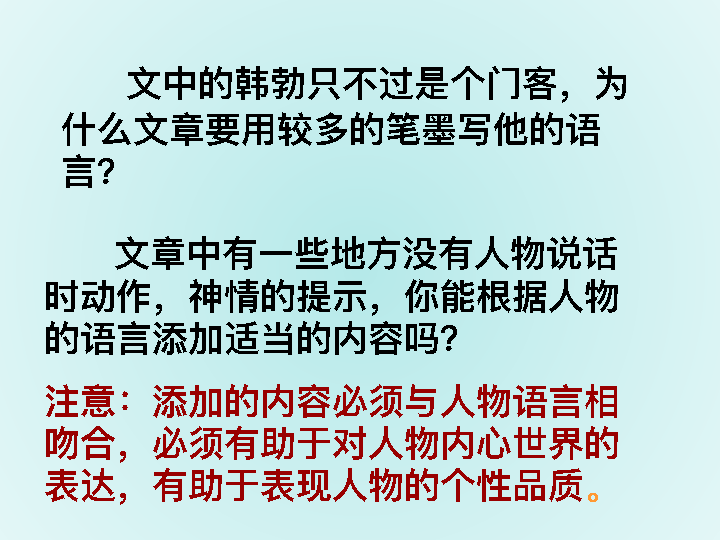 文中的韩勃只不过是个门客，为
什么文章要用较多的笔墨写他的语
言？
文章中有一些地方没有人物说话
时动作，神情的提示，你能根据人物
的语言添加适当的内容吗？
注意：添加的内容必须与人物语言相
吻合，必须有助于对人物内心世界的
表达，有助于表现人物的个性品质。